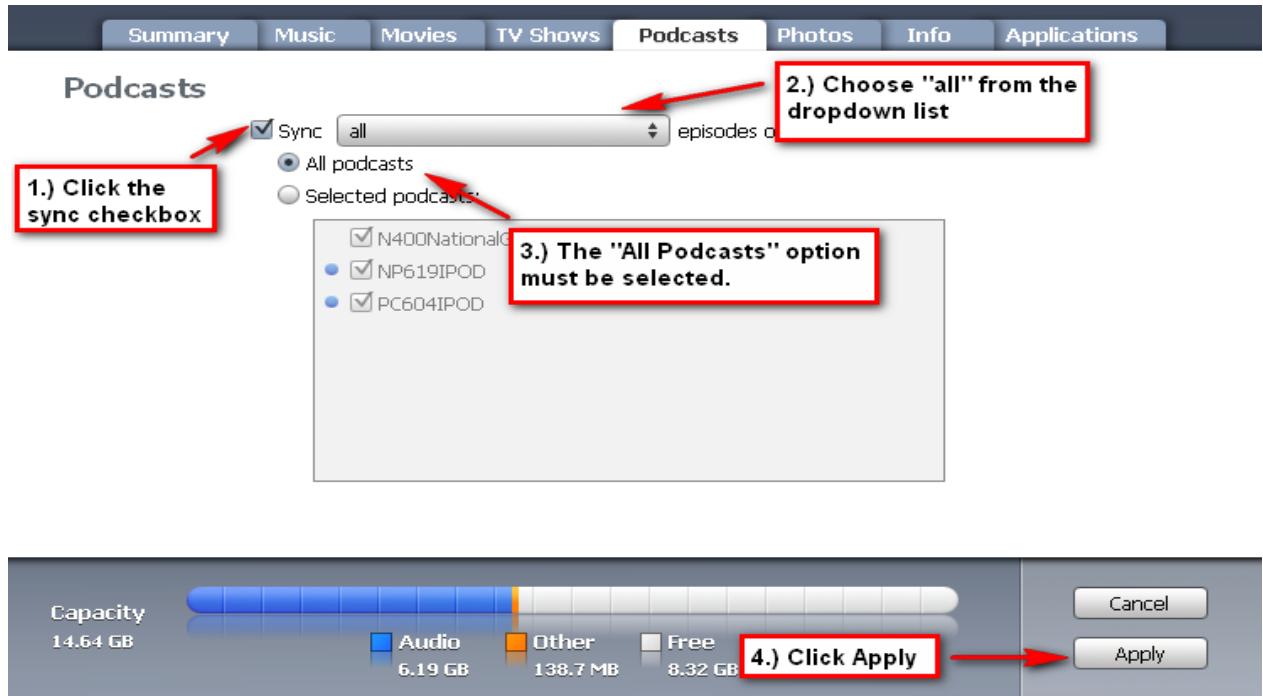 Summary Music Movies TV Shows Podcasts Photos Info Applications
Podcasts
2.) Choose "all" from the
dropdown list
Sync all episodes
All podcasts
1.) Click the
sync checkbox
Selected podcasts:
N400Nation
3.) The "All Podcasts" option
must be selected.
NP619IPOD
PC604IPOD
Capacity
14.64 GB
Audio
6.19 GB
Other
138.7 MB
Free
8.32 GB
4.) Click Apply
Cancel
Apply